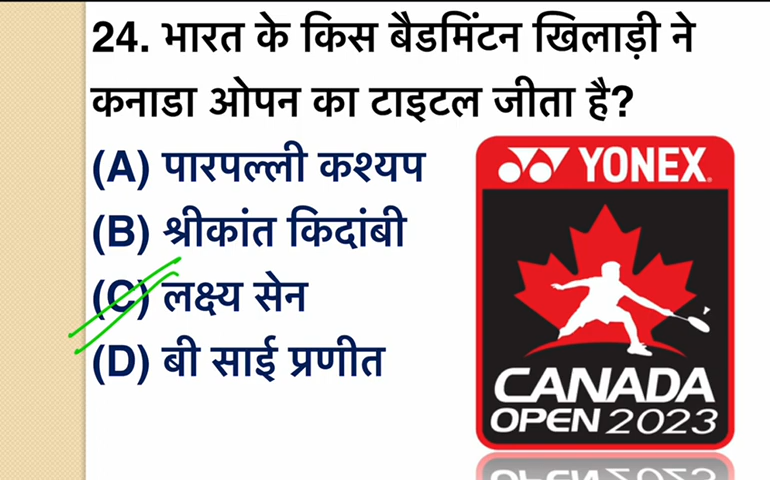 24. भारत के किस बैडमिंटन खिलाड़ी ने
कनाडा ओपन का टाइटल जीता है?
(A) पारपल्ली कश्यप
(B) श्रीकांत किदांबी
(C) लक्ष्य सेन
(D) बी साई प्रणीत
YONEX
CANADA
OPEN 2023